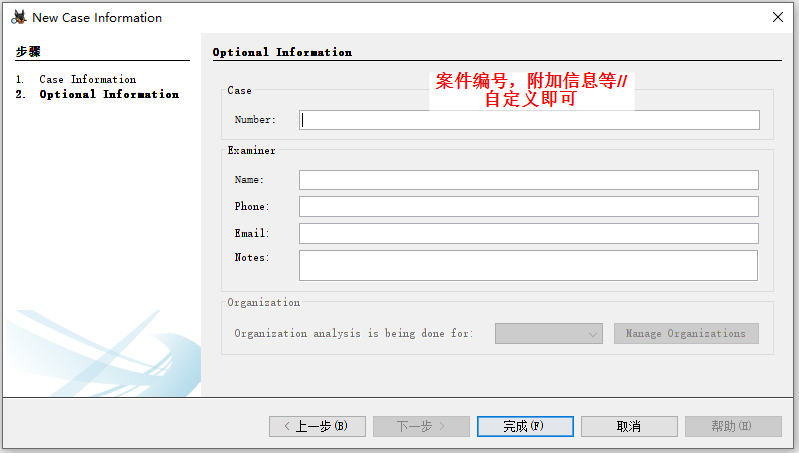 New Case Information
步骤
1. Case Information
2. Optional Information
Optional Information
案件编号，附加信息等//
自定义即可
Case
Number:
Examiner
Name:
Phone:
Email:
Notes:
Organization
Organization analysis is being done for:
Manage Organizations
< 上一步(B)
下一步 >
完成(F)
取消
帮助(H)